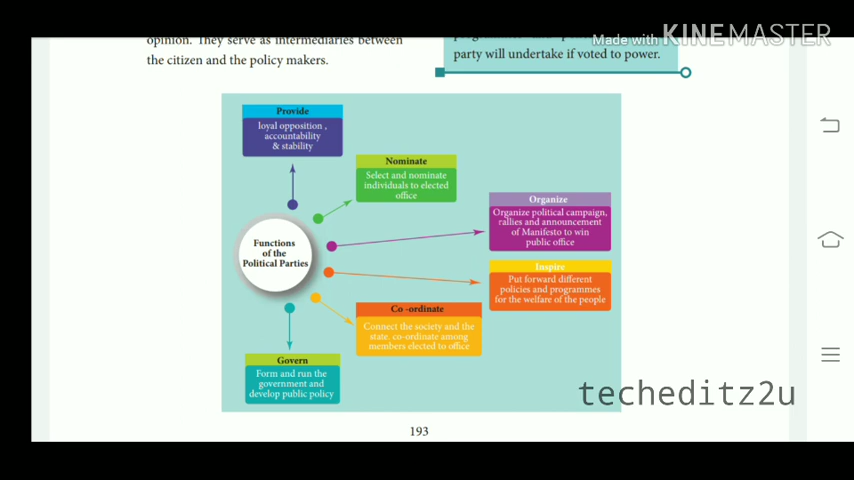 opinion. They serve as intermediaries between
the citizen and the policy makers.
party will undertake if voted to power.
Made with KINEMASTER
Provide
loyal opposition ,
accountability
& stability
Nominate
Select and nominate
individuals to elected
office
Organize
Organize political campaign,
rallies and announcement
of Manifesto to win
public office
Functions
of the
Political Parties
Inspire
Put forward different
policies and programmes
for the welfare of the people
Co -ordinate
Connect the society and the
state. co-ordinate among
members elected to office
Govern
Form and run the
government and
develop public policy
techeditz2u
193